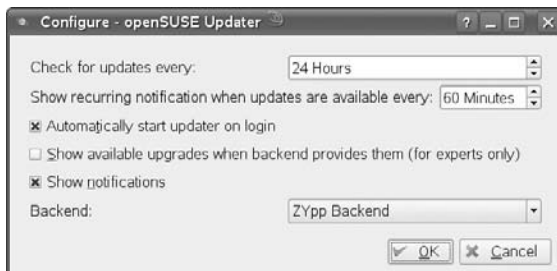 Configure - openSUSE Updater
Check for updates every: 24 Hours
Show recurring notification when updates are available every: 60 Minutes
Automatically start updater on login
Show available upgrades when backend provides them (for experts only)
Show notifications
Backend: ZYpp Backend
OK Cancel